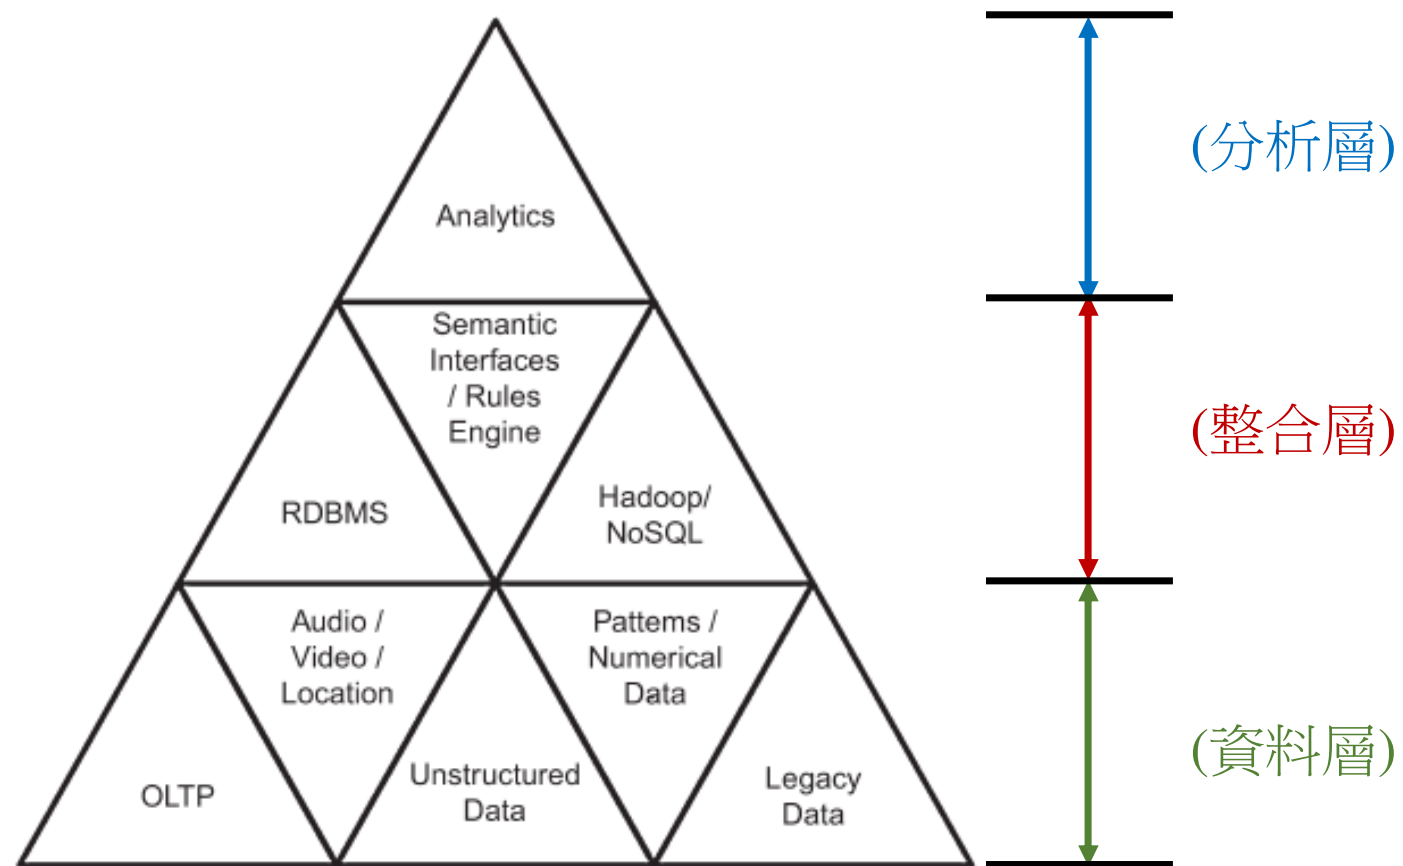 Analytics
(分析層)
Semantic
Interfaces
/ Rules
Engine
RDBMS
Hadoop/
NoSQL
(整合層)
Audio /
Video /
Location
Patterns /
Numerical
Data
OLTP
Unstructured
Data
Legacy
Data
(資料層)